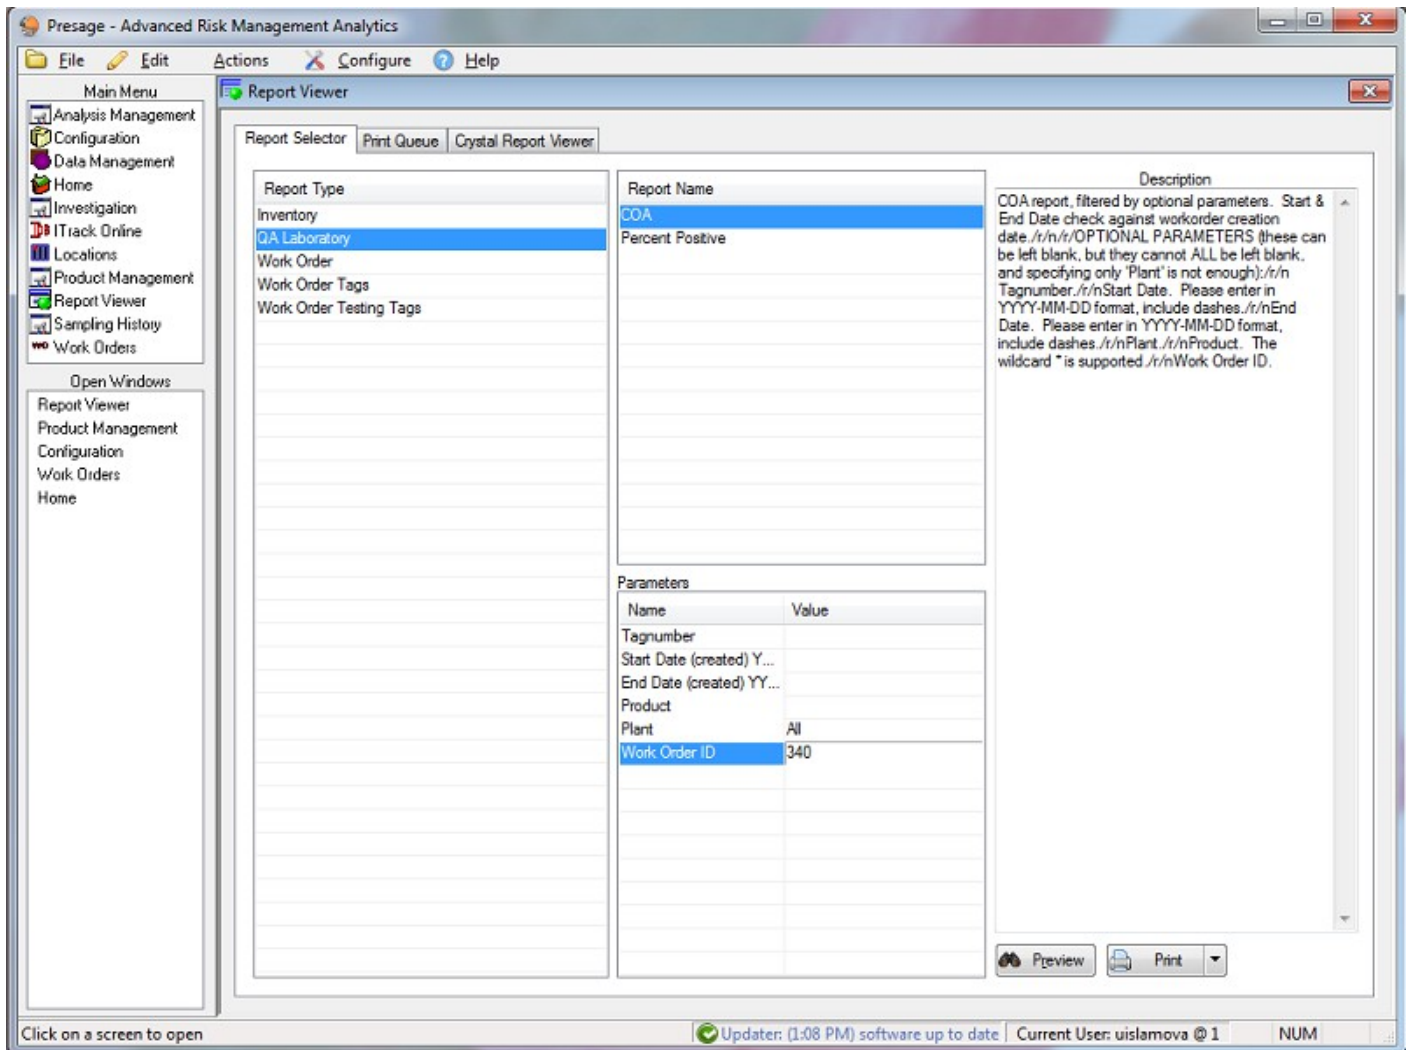 Presage - Advanced Risk Management Analytics
File Edit Actions Configure Help
Main Menu
Analysis Management
Configuration
Data Management
Home
Investigation
ITrack Online
Locations
Product Management
Report Viewer
Sampling History
Work Orders
Open Windows
Report Viewer
Product Management
Configuration
Work Orders
Home
Report Viewer
Report Selector Print Queue Crystal Report Viewer
Report Type
Inventory
QA Laboratory
Work Order
Work Order Tags
Work Order Testing Tags
Report Name
COA
Percent Positive
Parameters
Name Value
Tagnumber
Start Date (created) Y...
End Date (created) YY...
Product
Plant All
Work Order ID 340
Description
COA report, filtered by optional parameters. Start &
End Date check against workorder creation
date./r/n/r/OPTIONAL PARAMETERS (these can
be left blank, but they cannot ALL be left blank,
and specifying only 'Plant' is not enough):/r/n
Tagnumber./r/nStart Date. Please enter in
YYYY-MM-DD format, include dashes./r/nEnd
Date. Please enter in YYYY-MM-DD format,
include dashes./r/nPlant./r/nProduct. The
wildcard * is supported./r/nWork Order ID.
Preview Print
Click on a screen to open
Updater: (1:08 PM) software up to date
Current User: uislamova @ 1
NUM